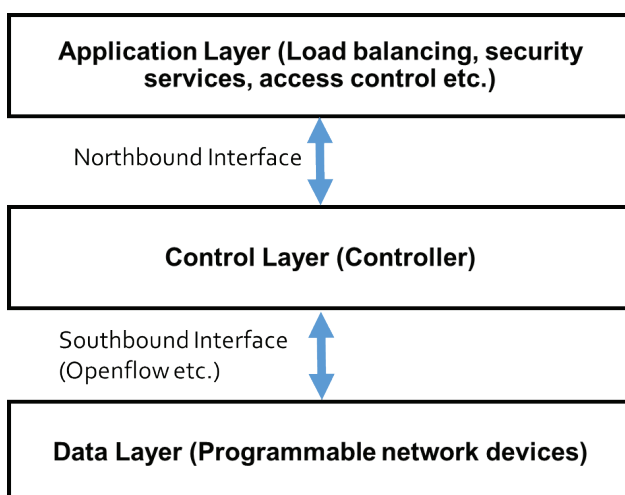 Application Layer (Load balancing, security
services, access control etc.)
Northbound Interface
Control Layer (Controller)
Southbound Interface
(Openflow etc.)
Data Layer (Programmable network devices)